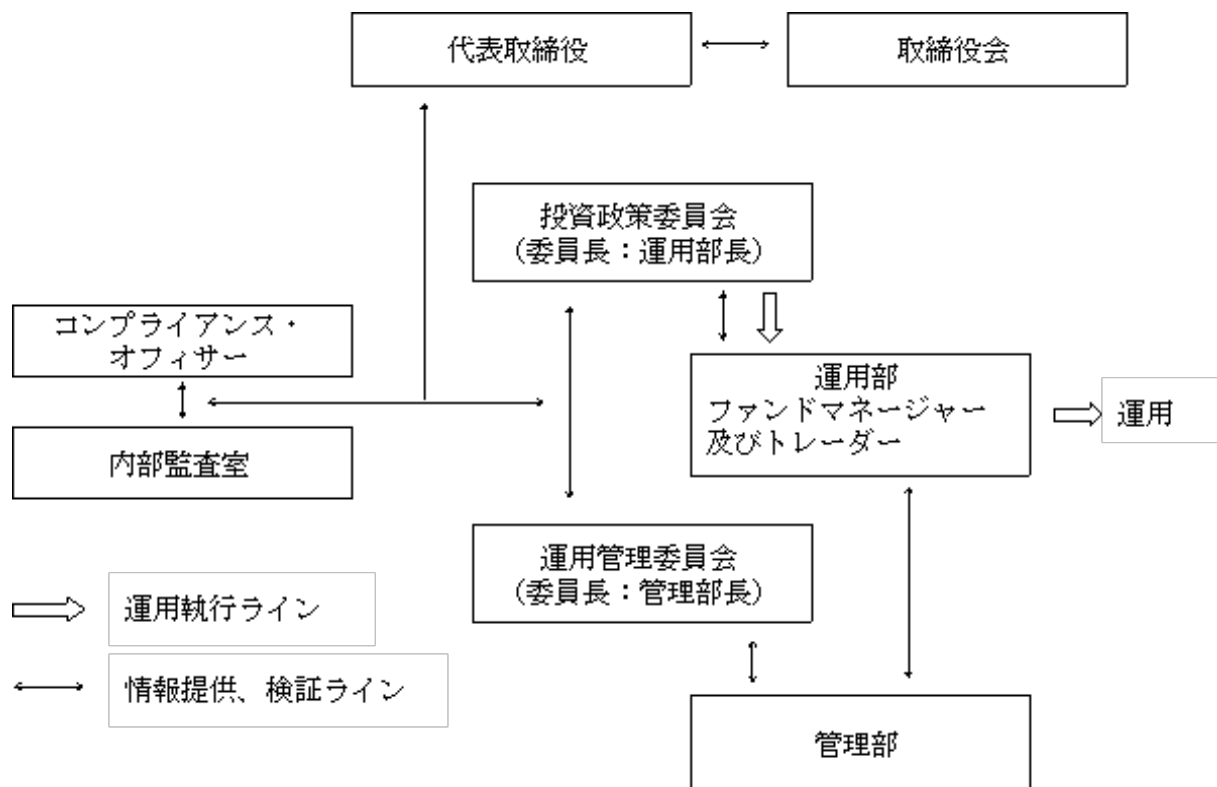 代表取締役
取締役会
投資政策委員会
(委員長：運用部長)
コンプライアンス・
オフィサー
運用部
ファンドマネージャー
及びトレーダー
運用
内部監査室
運用管理委員会
(委員長：管理部長)
運用執行ライン
情報提供、検証ライン
管理部